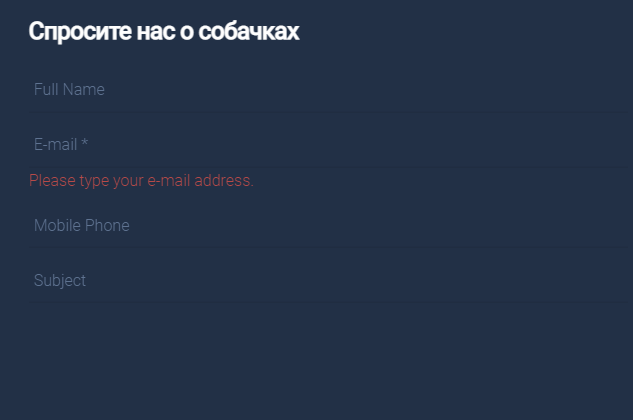 Спросите нас о собачках
Full Name
E-mail *
Please type your e-mail address.
Mobile Phone
Subject